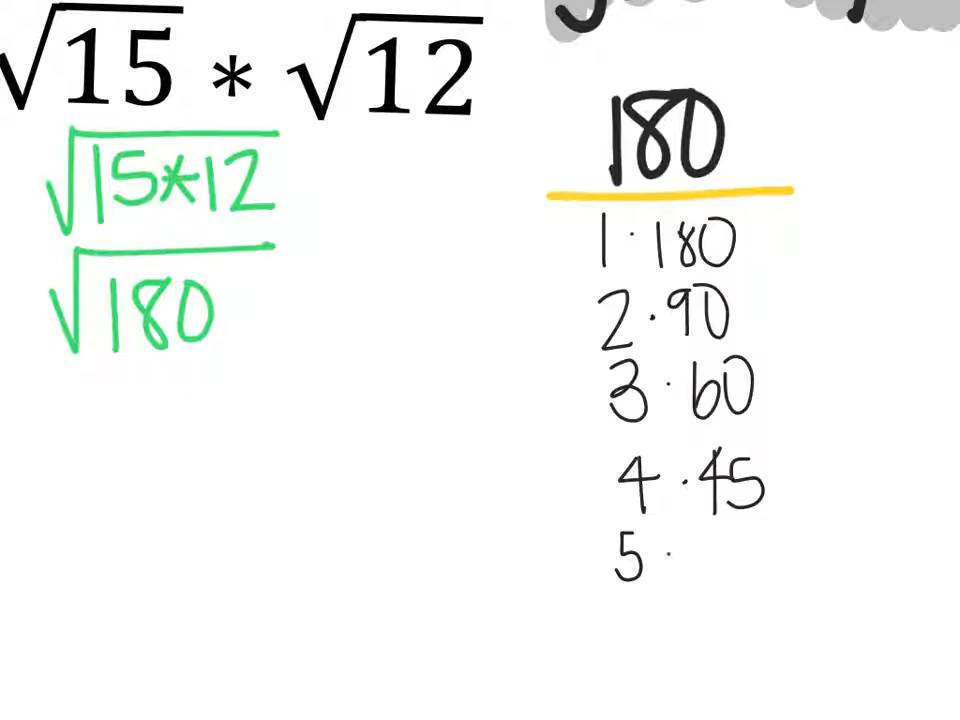 √15 * √12
√15*12
√180
180
1 · 180
2 · 90
3 · 60
4 · 45
5 ·